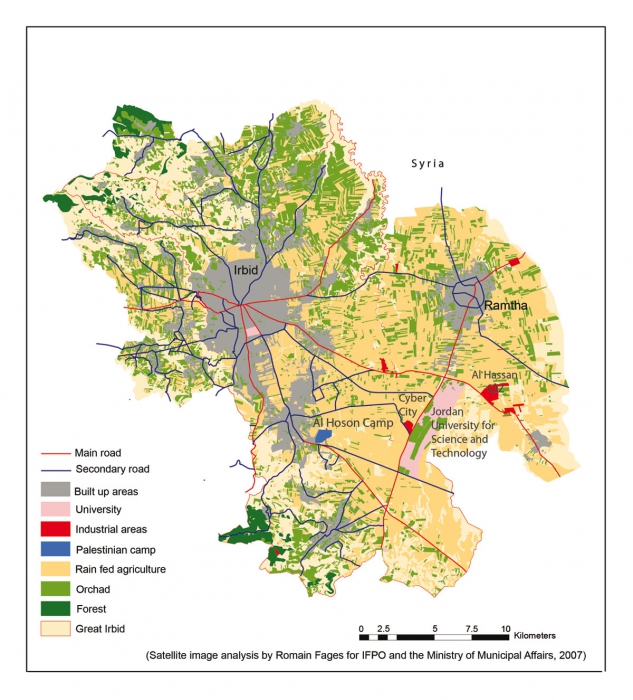 Syria
Irbid
Ramtha
Al Hassan
Cyber
City
Jordan
University for
Science and
Technology
Al Hoson Camp
Main road
Secondary road
Built up areas
University
Industrial areas
Palestinian camp
Rain fed agriculture
Orchad
Forest
Great Irbid
0 2.5 5 7.5 10
Kilometers
(Satellite image analysis by Romain Fages for IFPO and the Ministry of Municipal Affairs, 2007)